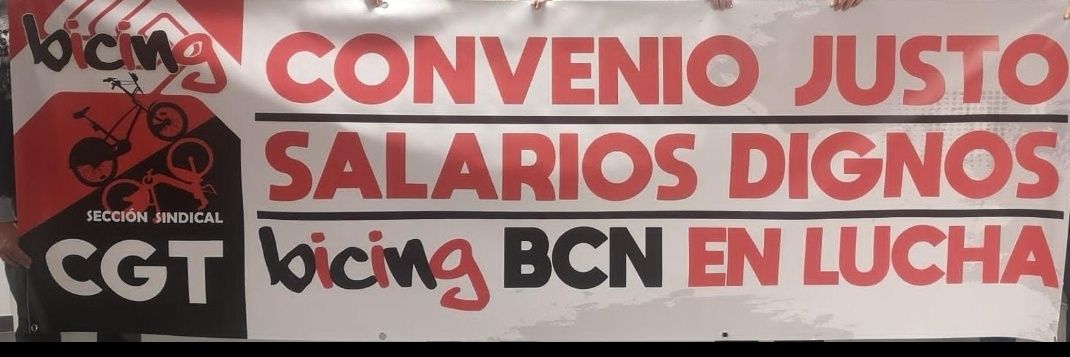 bicing
SECCIÓN SINDICAL
CGT
CONVENIO JUSTO
SALARIOS DIGNOS
bicing BCN EN LUCHA